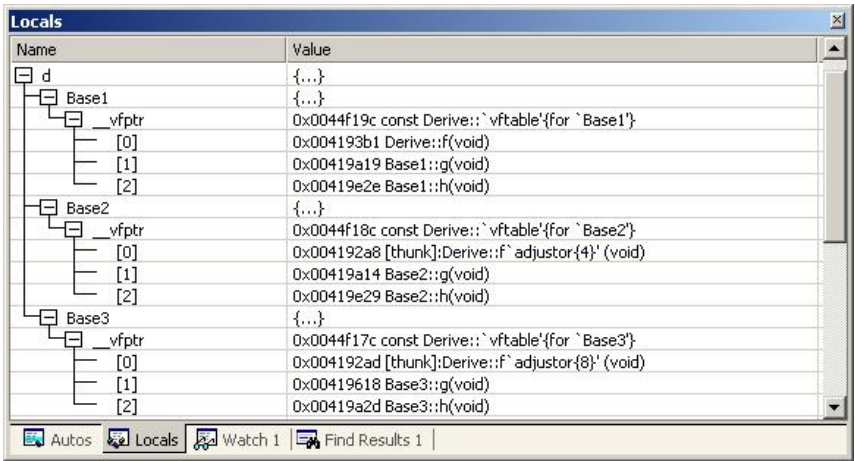 Locals
Name Value
d {...}
Base1 {...}
__vfptr 0x0044f19c const Derive::`vftable'{for `Base1'}
[0] 0x004193b1 Derive::f(void)
[1] 0x00419a19 Base1::g(void)
[2] 0x00419e2e Base1::h(void)
Base2 {...}
__vfptr 0x0044f18c const Derive::`vftable'{for `Base2'}
[0] 0x004192a8 [thunk]:Derive::f`adjustor{4}' (void)
[1] 0x00419a14 Base2::g(void)
[2] 0x00419e29 Base2::h(void)
Base3 {...}
__vfptr 0x0044f17c const Derive::`vftable'{for `Base3'}
[0] 0x004192ad [thunk]:Derive::f`adjustor{8}' (void)
[1] 0x00419618 Base3::g(void)
[2] 0x00419a2d Base3::h(void)
Autos Locals Watch 1 Find Results 1